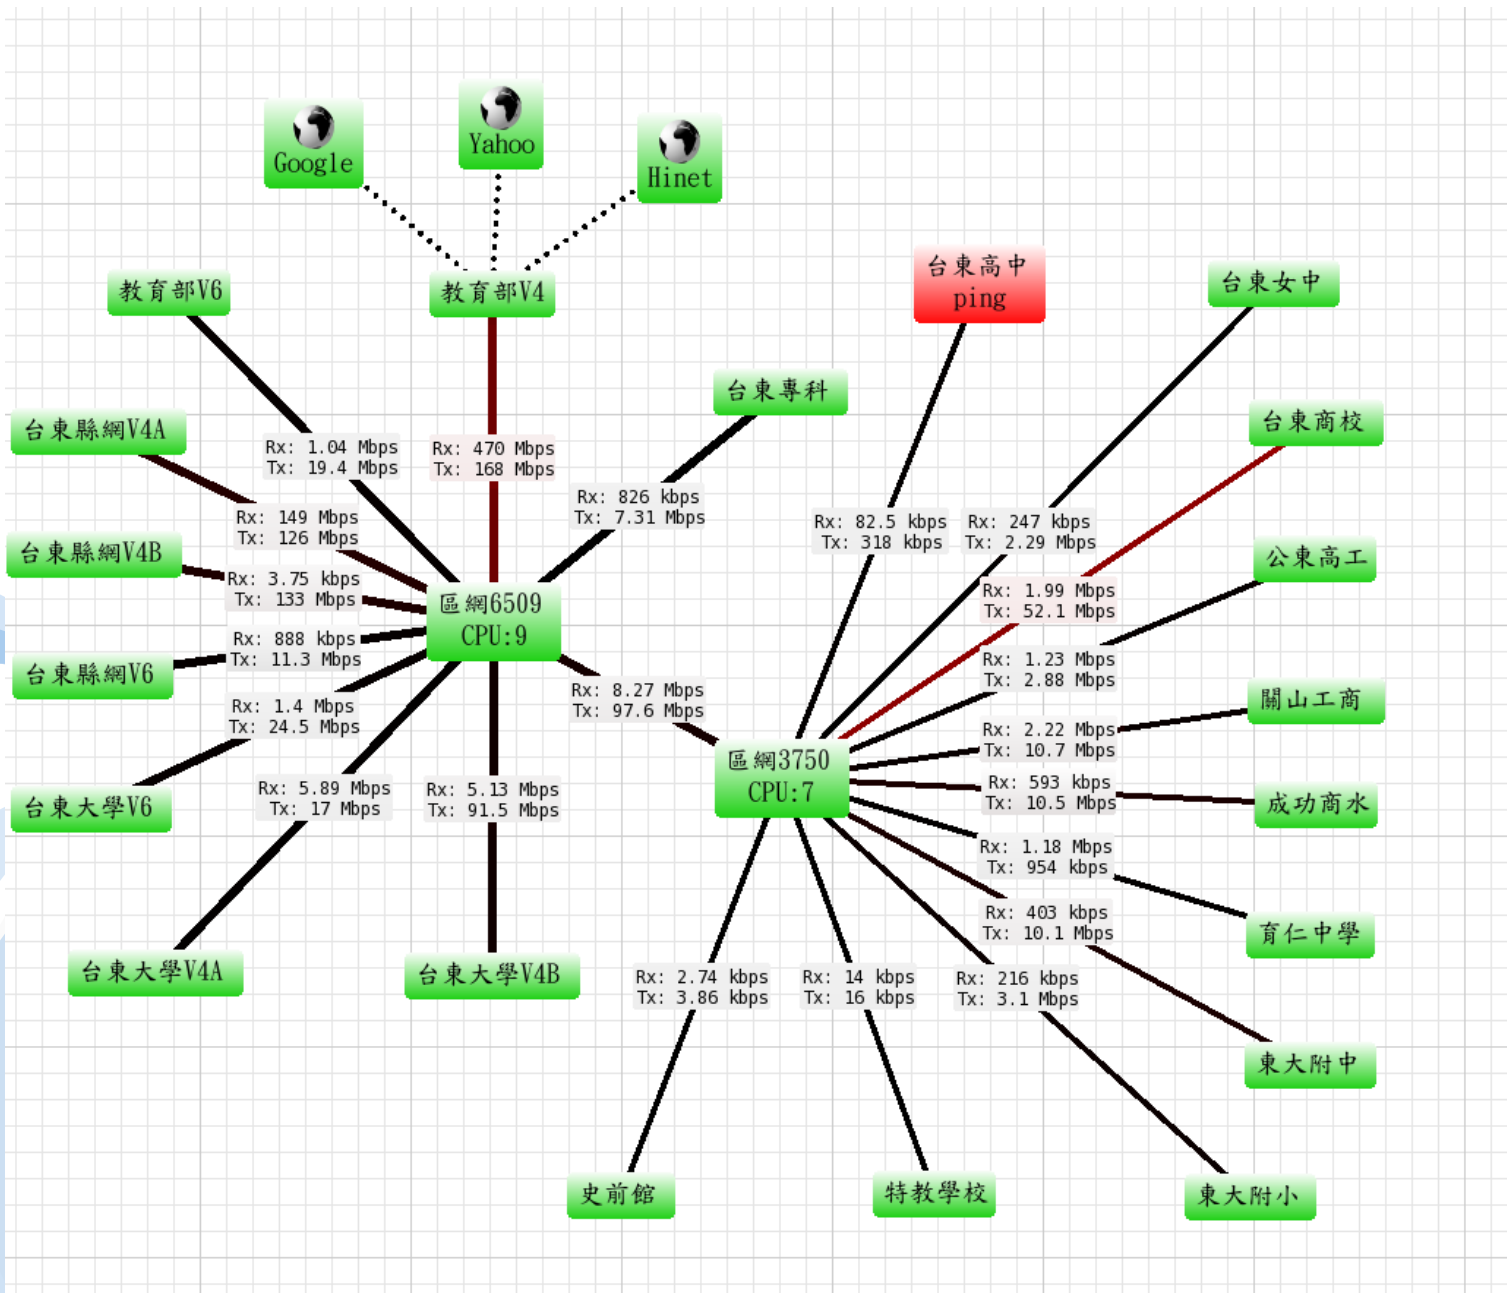 Google
Yahoo
Hinet
教育部V6
教育部V4
台東高中
ping
台東女中
台東專科
台東縣網V4A
台東商校
Rx: 1.04 Mbps
Tx: 19.4 Mbps
Rx: 470 Mbps
Tx: 168 Mbps
Rx: 826 kbps
Tx: 7.31 Mbps
Rx: 149 Mbps
Tx: 126 Mbps
Rx: 82.5 kbps
Tx: 318 kbps
Rx: 247 kbps
Tx: 2.29 Mbps
台東縣網V4B
公東高工
Rx: 3.75 kbps
Tx: 133 Mbps
Rx: 1.99 Mbps
Tx: 52.1 Mbps
區網6509
CPU:9
Rx: 888 kbps
Tx: 11.3 Mbps
台東縣網V6
Rx: 1.23 Mbps
Tx: 2.88 Mbps
Rx: 8.27 Mbps
Tx: 97.6 Mbps
關山工商
Rx: 1.4 Mbps
Tx: 24.5 Mbps
Rx: 2.22 Mbps
Tx: 10.7 Mbps
區網3750
CPU:7
Rx: 5.89 Mbps
Tx: 17 Mbps
Rx: 5.13 Mbps
Tx: 91.5 Mbps
Rx: 593 kbps
Tx: 10.5 Mbps
台東大學V6
成功商水
Rx: 1.18 Mbps
Tx: 954 kbps
Rx: 403 kbps
Tx: 10.1 Mbps
育仁中學
台東大學V4A
台東大學V4B
Rx: 2.74 kbps
Tx: 3.86 kbps
Rx: 14 kbps
Tx: 16 kbps
Rx: 216 kbps
Tx: 3.1 Mbps
東大附中
史前館
特教學校
東大附小